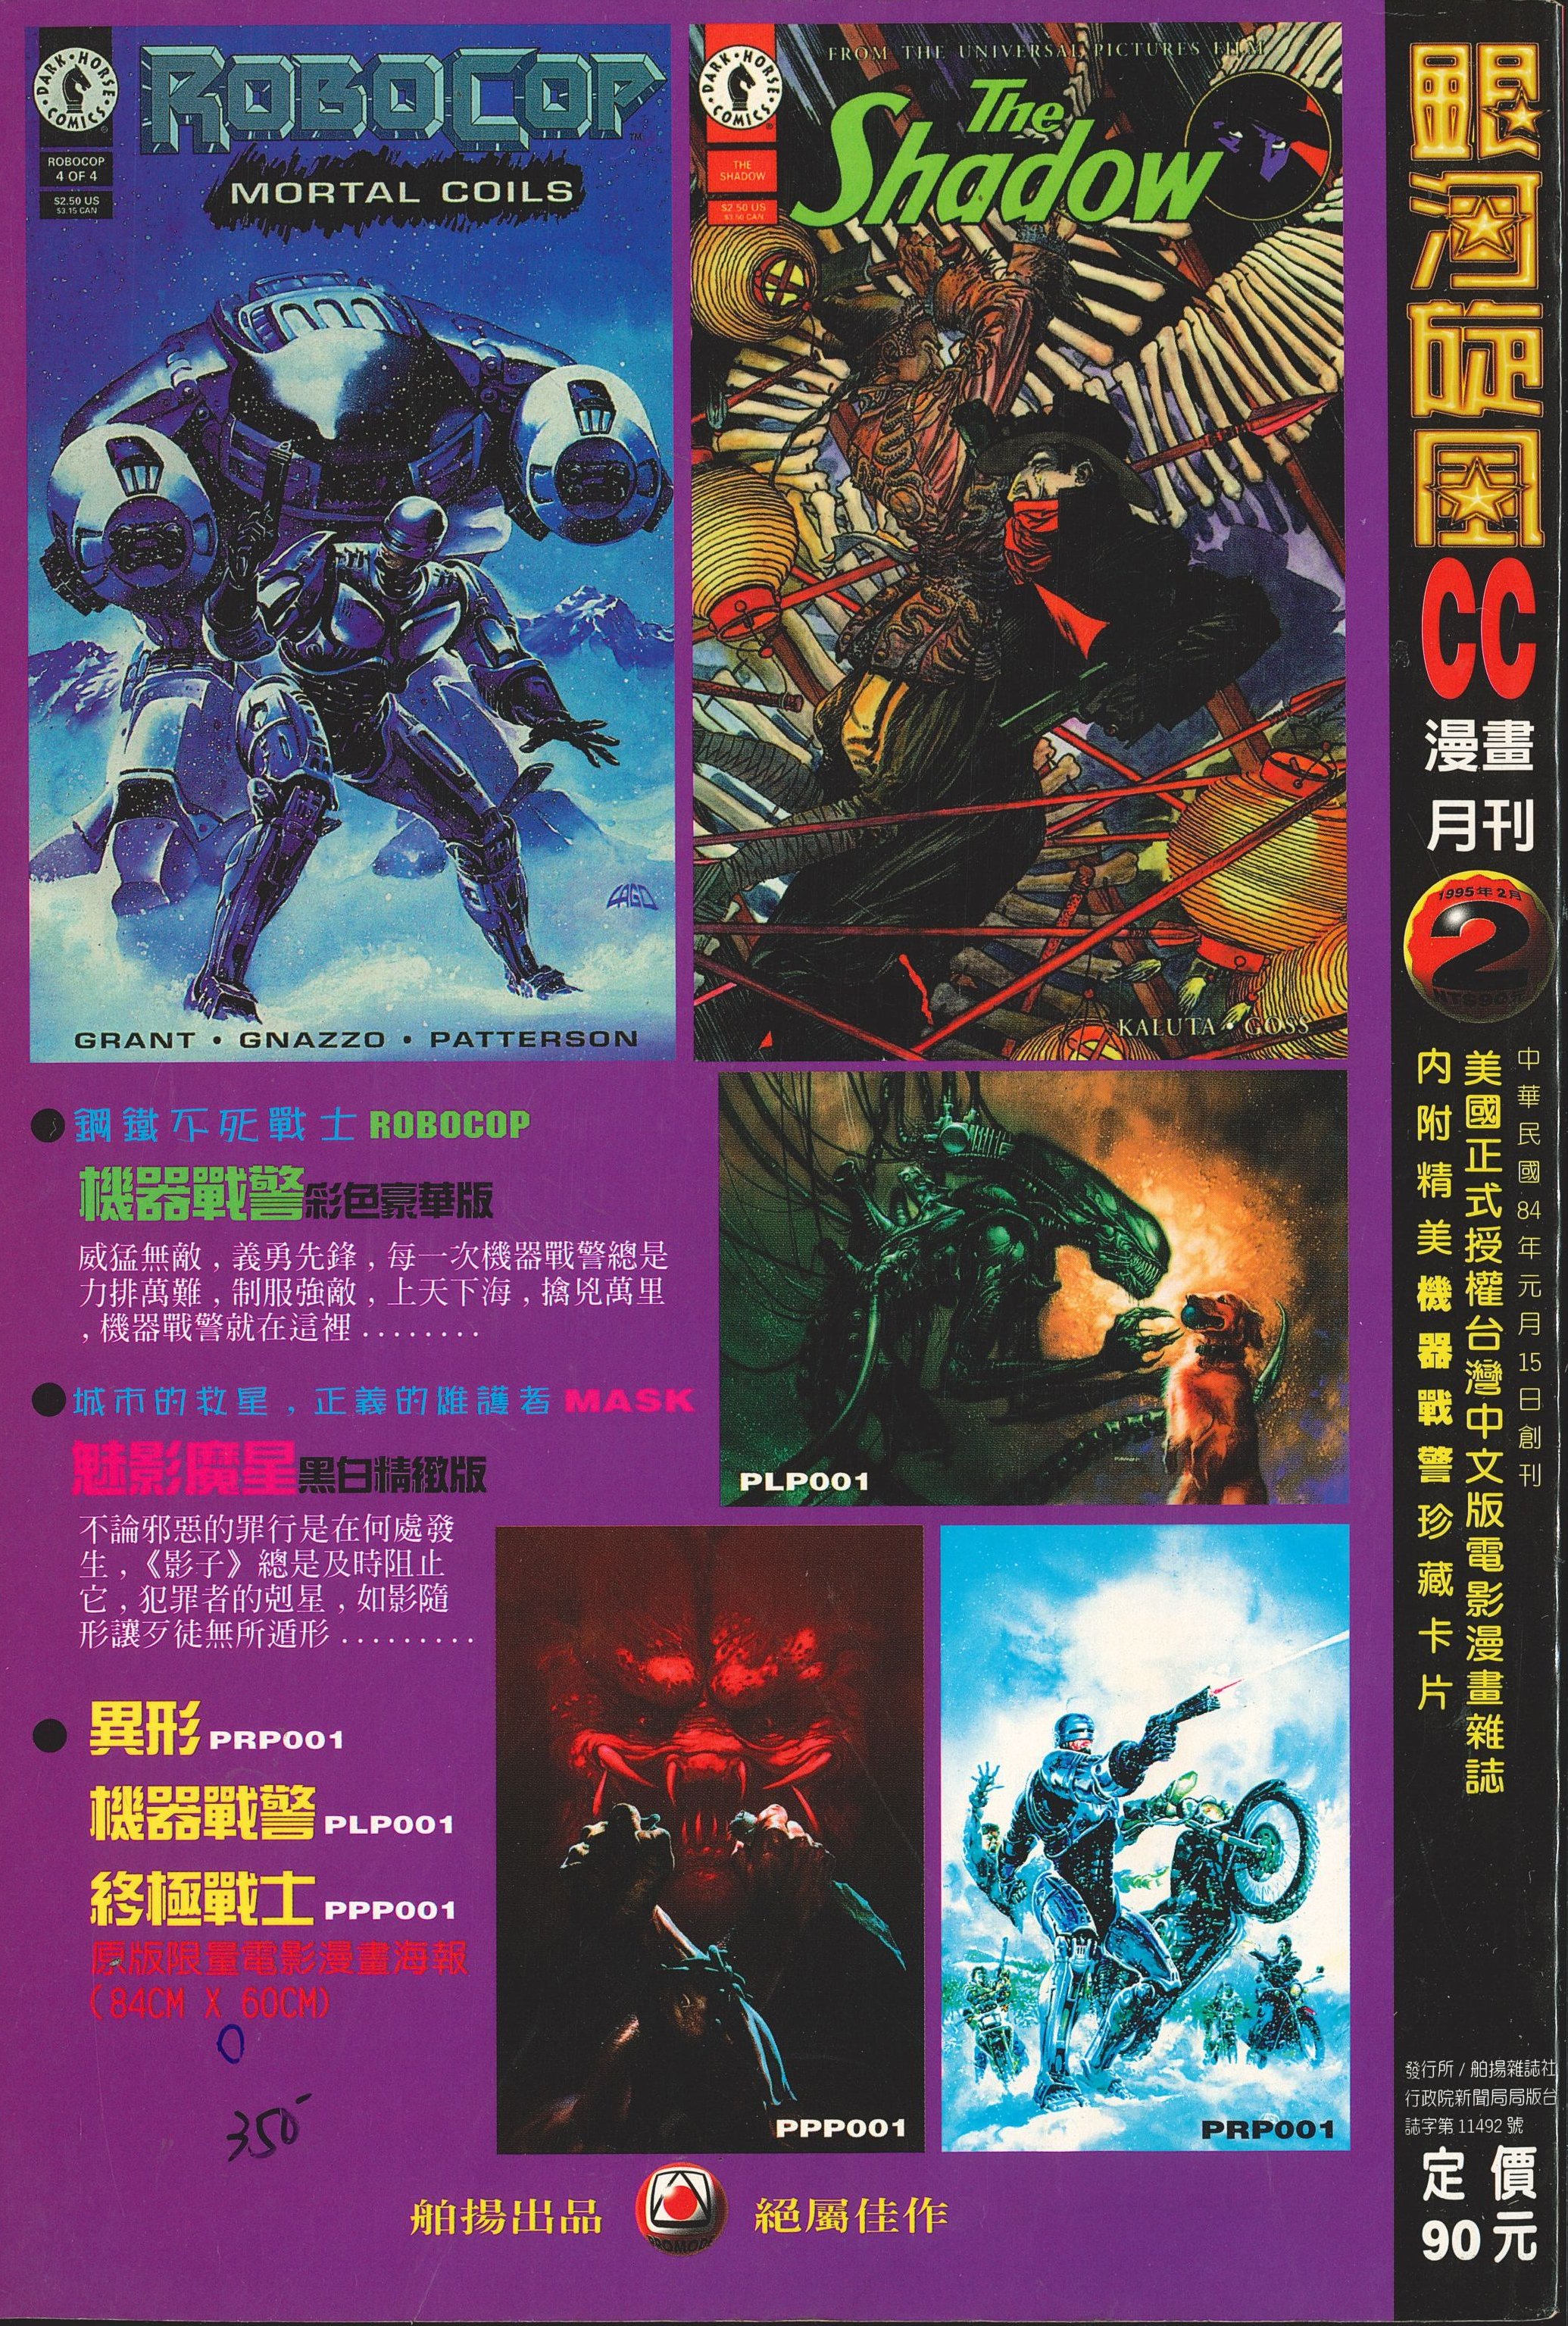 DARK HORSE COMICS
ROBOCOP
ROBOCOP
4 OF 4
$2.50 US
$3.15 CAN
MORTAL COILS
LAGO
GRANT • GNAZZO • PATTERSON
FROM THE UNIVERSAL PICTURES FILM
DARK HORSE COMICS
The
Shadow
THE
SHADOW
$2.50 US
$3.50 CAN
KALUTA • GOSS
●鋼鐵不死戰士 ROBOCOP
機器戰警彩色豪華版
威猛無敵，義勇先鋒，每一次機器戰警總是
力排萬難，制服強敵，上天下海，擒兇萬里
，機器戰警就在這裡........
●城市的救星，正義的維護者 MASK
魅影魔星黑白精緻版
不論邪惡的罪行是在何處發
生，《影子》總是及時阻止
它，犯罪者的剋星，如影隨
形讓歹徒無所遁形.........
●異形 PRP001
機器戰警 PLP001
終極戰士 PPP001
原版限量電影漫畫海報
(84CM X 60CM)
0
350
PLP001
PPP001
PRP001
舶揚出品
PROMODE
絕屬佳作
銀河旋風
CC
漫畫
月刊
1995年2月
2
NT$90元
中華民國84年元月15日創刊
美國正式授權台灣中文版電影漫畫雜誌
內附精美機器戰警珍藏卡片
發行所/舶揚雜誌社
行政院新聞局局版台
誌字第11492號
定價
90元